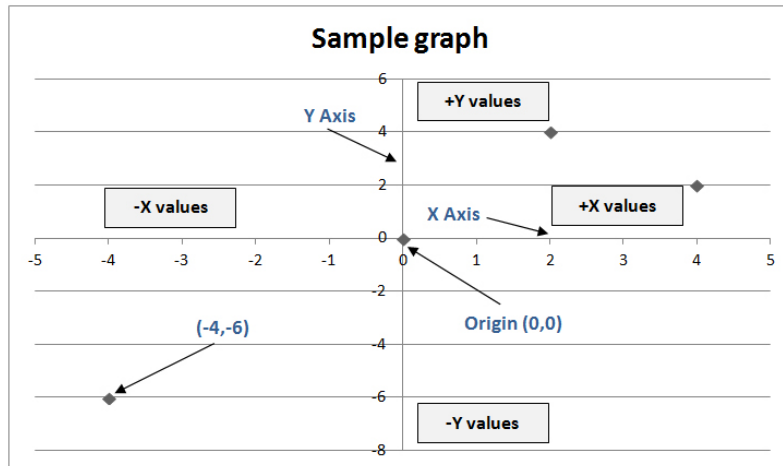 Sample graph
6
+Y values
Y Axis
4
2
-X values
X Axis
+X values
0
-5 -4 -3 -2 -1 0 1 2 3 4 5
-2
(-4,-6)
Origin (0,0)
-4
-6
-Y values
-8